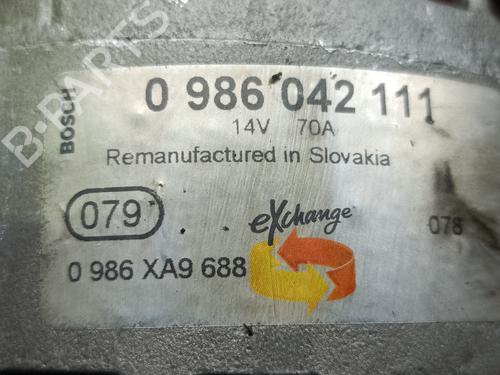 BOSCH
0 986 042 111
14V 70A
Remanufactured in Slovakia
079
eXchange
078
0 986 XA9 688
B-PARTS